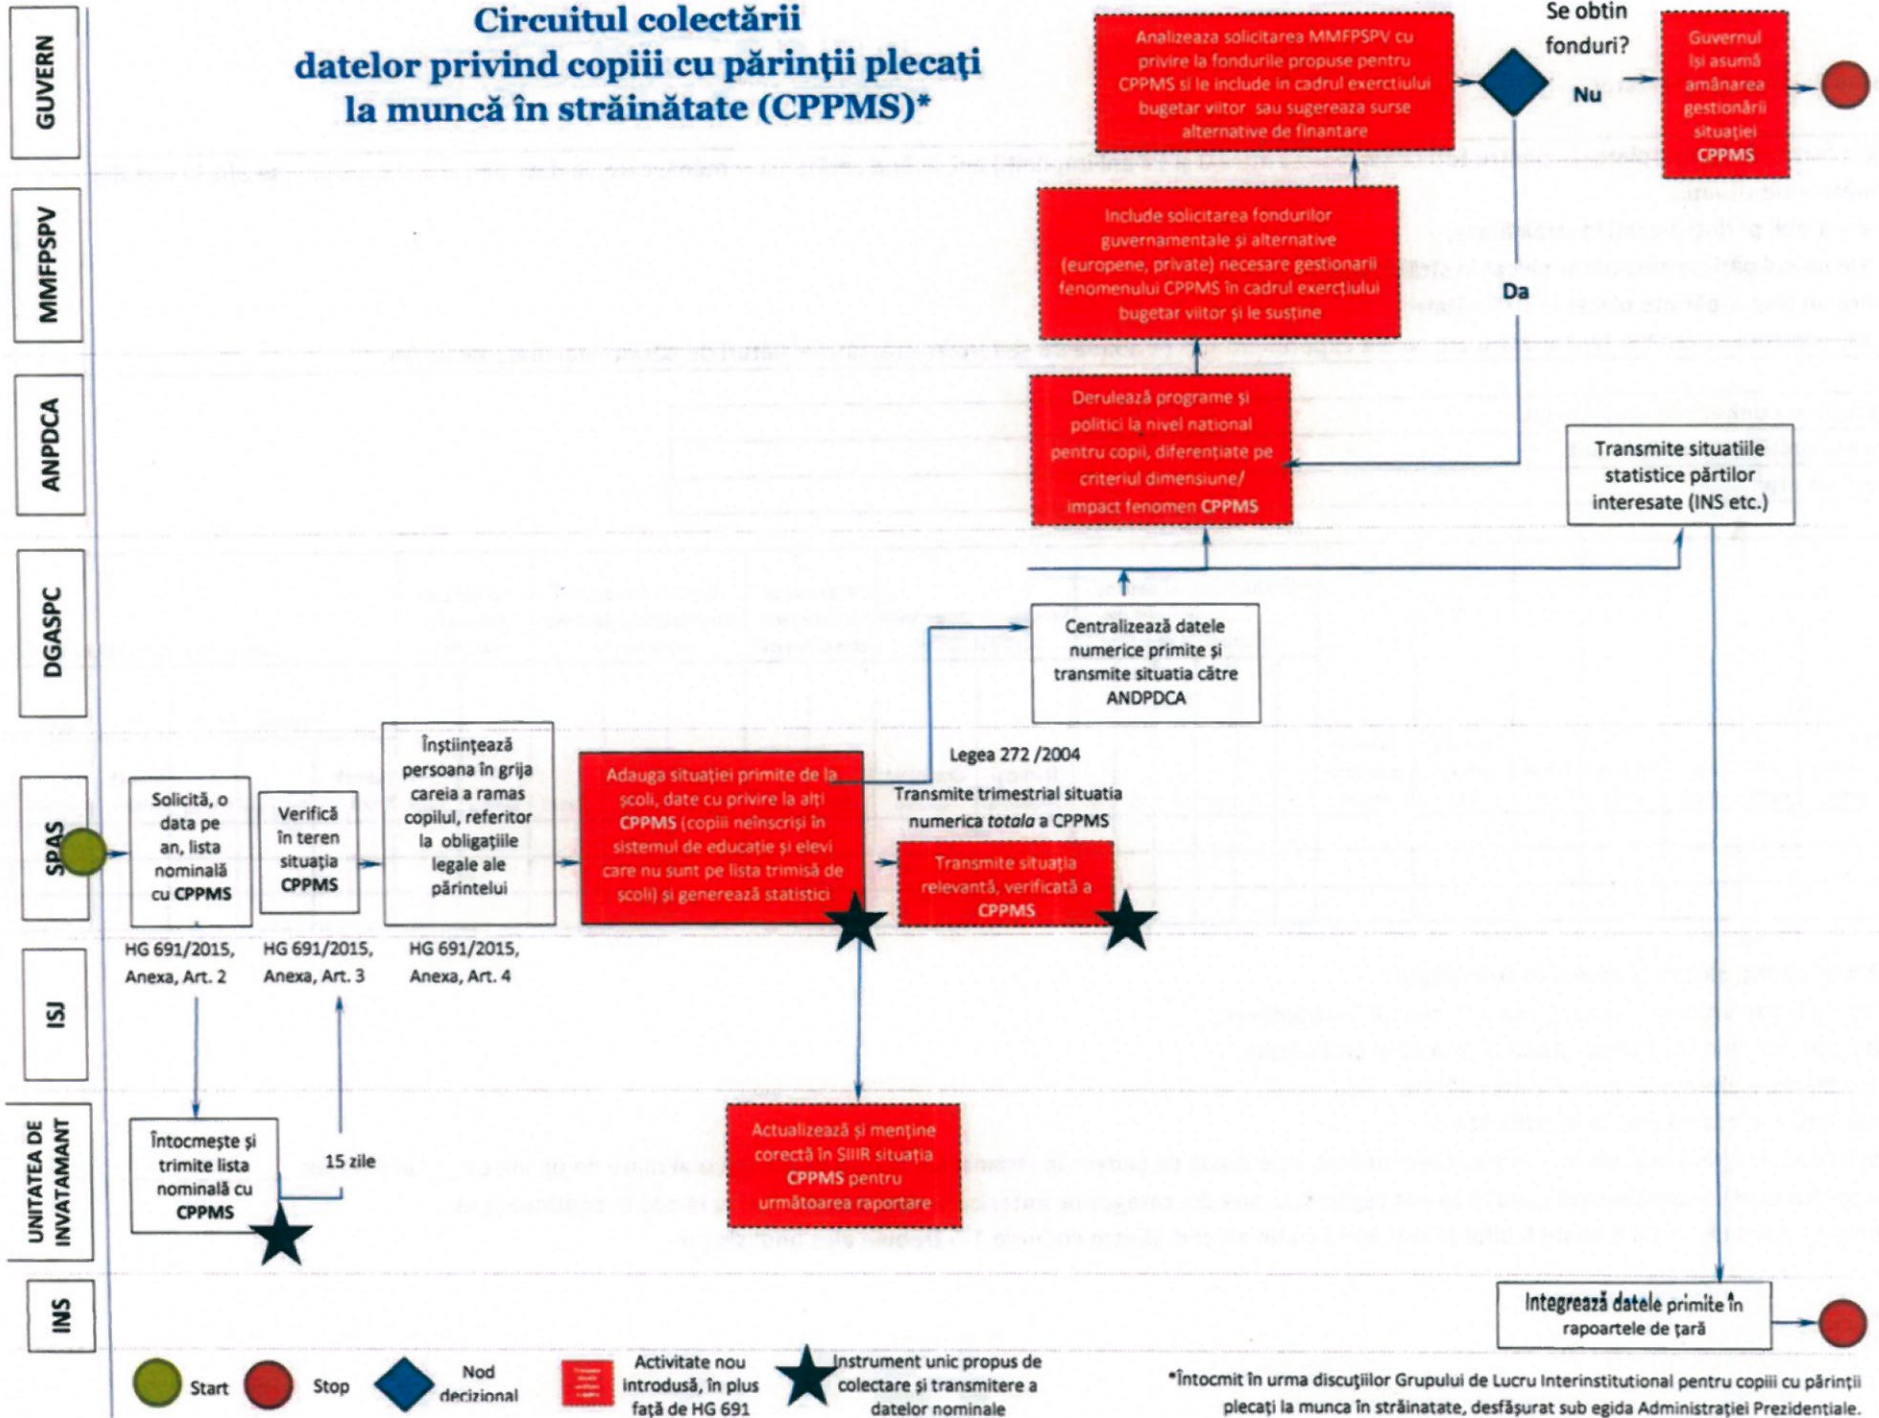 Circuitul colectării
datelor privind copiii cu părinții plecați
la muncă în străinătate (CPPMS)*
GUVERN
Analizeaza solicitarea MMFPSPV cu
privire la fondurile propuse pentru
CPPMS si le include in cadrul exerctiului
bugetar viitor sau sugereaza surse
alternative de finantare
Se obtin
fonduri?
Nu
Guvernul
își asumă
amânarea
gestionării
situației
CPPMS
MMFPSPV
Include solicitarea fondurilor
guvernamentale și alternative
(europene, private) necesare gestionarii
fenomenului CPPMS în cadrul exercțiului
bugetar viitor și le susține
Da
ANPDCA
Derulează programe și
politici la nivel national
pentru copii, diferențiate pe
criteriul dimensiune/
impact fenomen CPPMS
Transmite situatiile
statistice părtilor
interesate (INS etc.)
DGASPC
Centralizează datele
numerice primite și
transmite situatia către
ANDPDCA
SPAS
Solicită, o
data pe
an, lista
nominală
cu CPPMS
HG 691/2015,
Anexa, Art. 2
Verifică
în teren
situația
CPPMS
HG 691/2015,
Anexa, Art. 3
Înștiințează
persoana în grija
careia a ramas
copilul, referitor
la obligațiile
legale ale
părintelui
HG 691/2015,
Anexa, Art. 4
Adauga situației primite de la
școli, date cu privire la alți
CPPMS (copiii neînscriși în
sistemul de educație și elevi
care nu sunt pe lista trimisă de
școli) și generează statistici
Legea 272 /2004
Transmite trimestrial situatia
numerica totala a CPPMS
Transmite situația
relevantă, verificată a
CPPMS
ISJ
UNITATEA DE
INVATAMANT
Întocmește și
trimite lista
nominală cu
CPPMS
15 zile
Actualizează și menține
corectă în SIIIR situația
CPPMS pentru
următoarea raportare
INS
Integrează datele primite în
rapoartele de țară
Start
Stop
Nod
decizional
Activitate nou
introdusă, în plus
față de HG 691
Instrument unic propus de
colectare și transmitere a
datelor nominale
*Întocmit în urma discuțiilor Grupului de Lucru Interinstitutional pentru copiii cu părinții
plecați la munca în străinatate, desfășurat sub egida Administrației Prezidentiale.